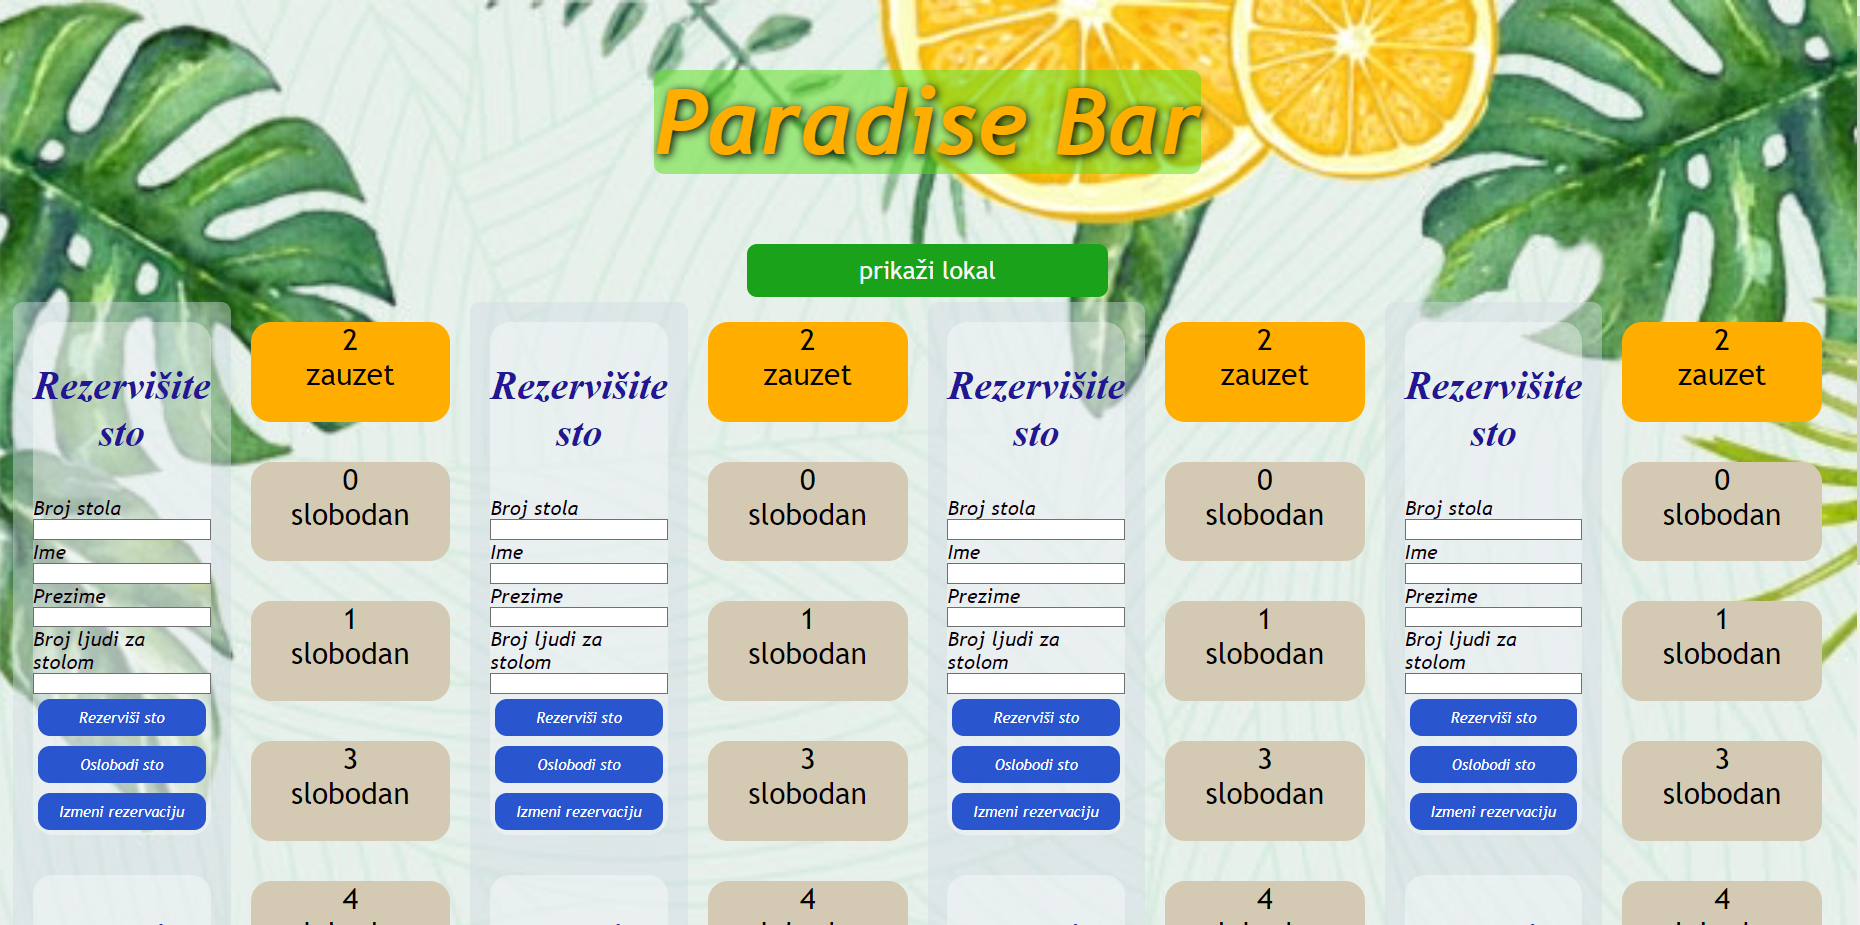 Paradise Bar
prikaži lokal
Rezervišite
sto
Broj stola
Ime
Prezime
Broj ljudi za
stolom
Rezerviši sto
Oslobodi sto
Izmeni rezervaciju
2
zauzet
0
slobodan
1
slobodan
3
slobodan
4
Rezervišite
sto
Broj stola
Ime
Prezime
Broj ljudi za
stolom
Rezerviši sto
Oslobodi sto
Izmeni rezervaciju
2
zauzet
0
slobodan
1
slobodan
3
slobodan
4
Rezervišite
sto
Broj stola
Ime
Prezime
Broj ljudi za
stolom
Rezerviši sto
Oslobodi sto
Izmeni rezervaciju
2
zauzet
0
slobodan
1
slobodan
3
slobodan
4
Rezervišite
sto
Broj stola
Ime
Prezime
Broj ljudi za
stolom
Rezerviši sto
Oslobodi sto
Izmeni rezervaciju
2
zauzet
0
slobodan
1
slobodan
3
slobodan
4